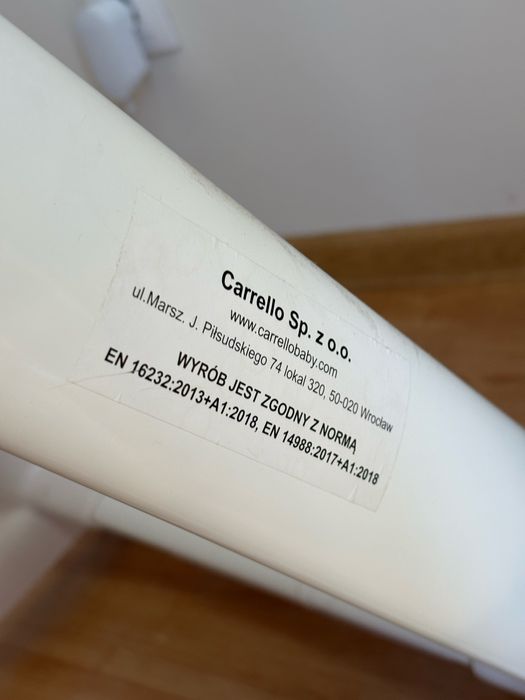 Carrello Sp. z o.o.
www.carrellobaby.com
ul.Marsz. J. Piłsudskiego 74 lokal 320, 50-020 Wrocław
WYRÓB JEST ZGODNY Z NORMĄ
EN 16232:2013+A1:2018, EN 14988:2017+A1:2018